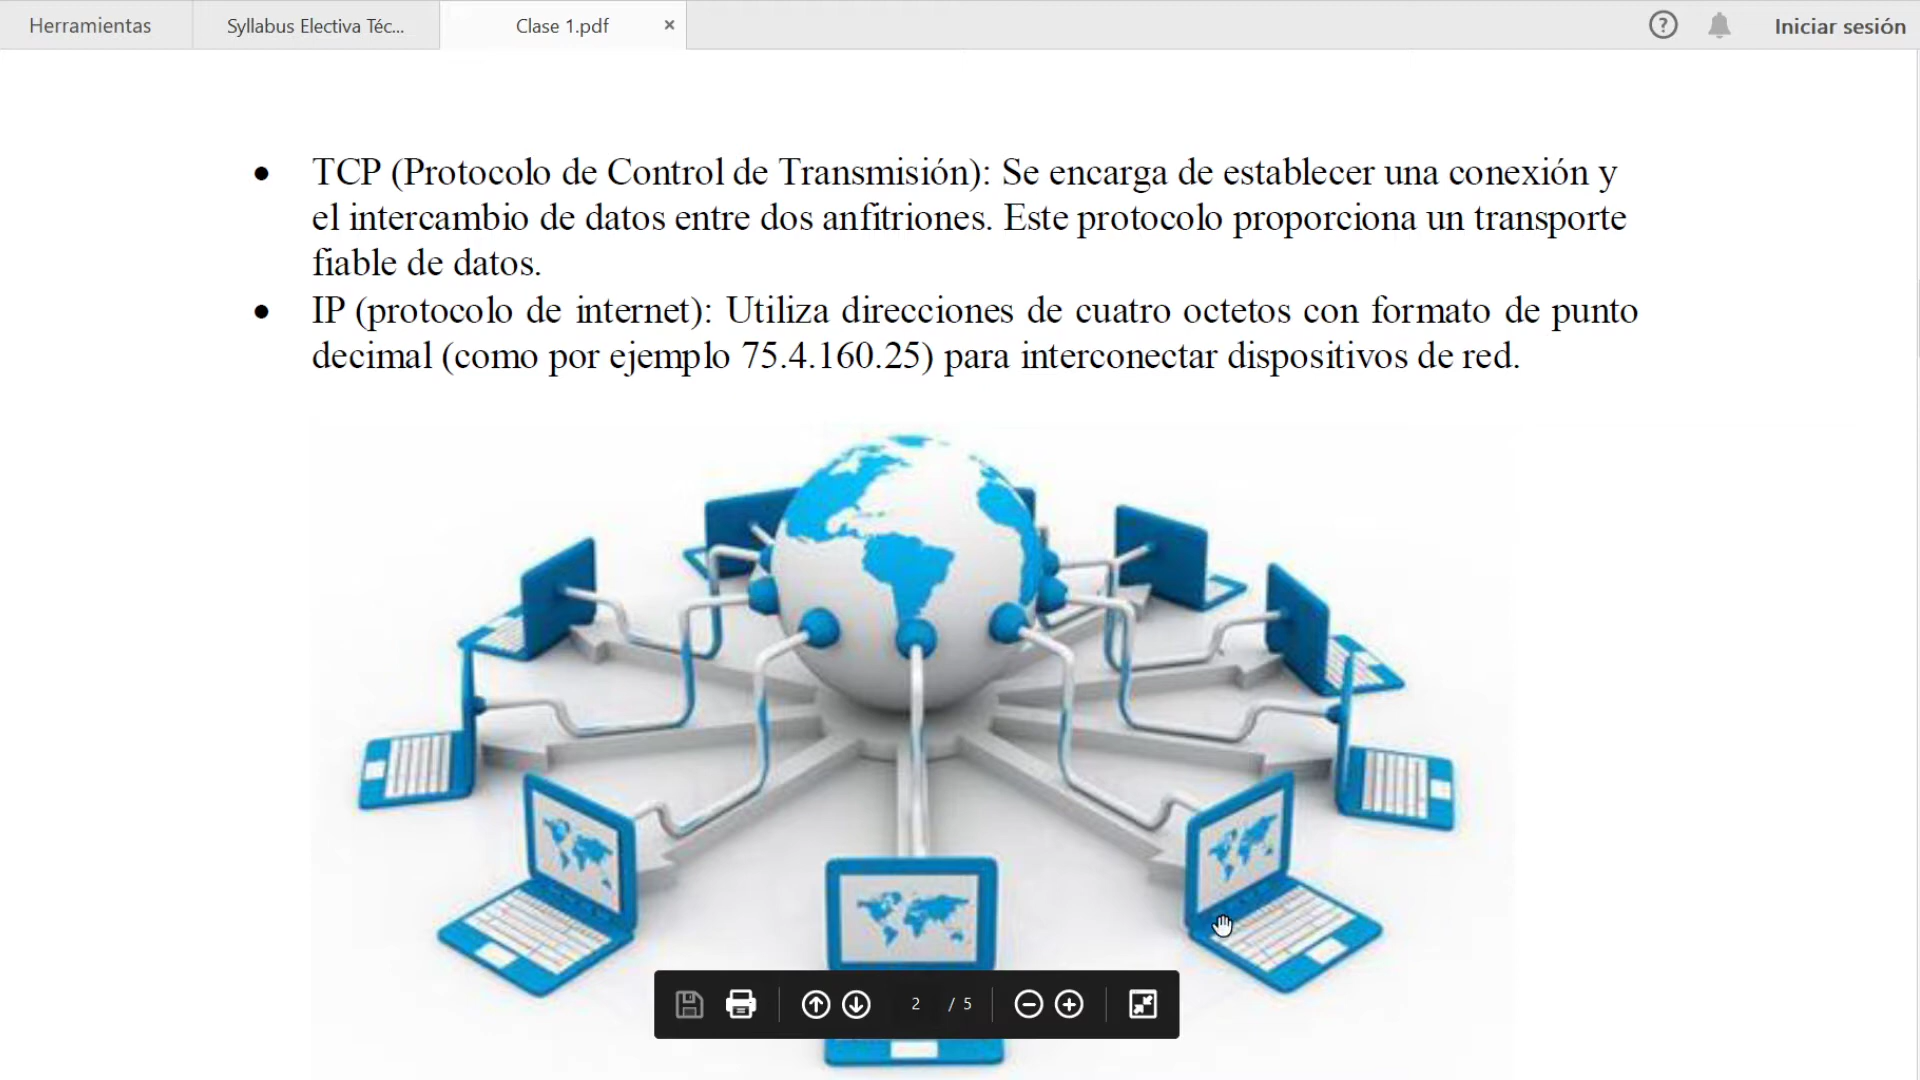 Herramientas
Syllabus Electiva Téc...
Clase 1.pdf
Iniciar sesión
• TCP (Protocolo de Control de Transmisión): Se encarga de establecer una conexión y
el intercambio de datos entre dos anfitriones. Este protocolo proporciona un transporte
fiable de datos.
• IP (protocolo de internet): Utiliza direcciones de cuatro octetos con formato de punto
decimal (como por ejemplo 75.4.160.25) para interconectar dispositivos de red.
2 / 5